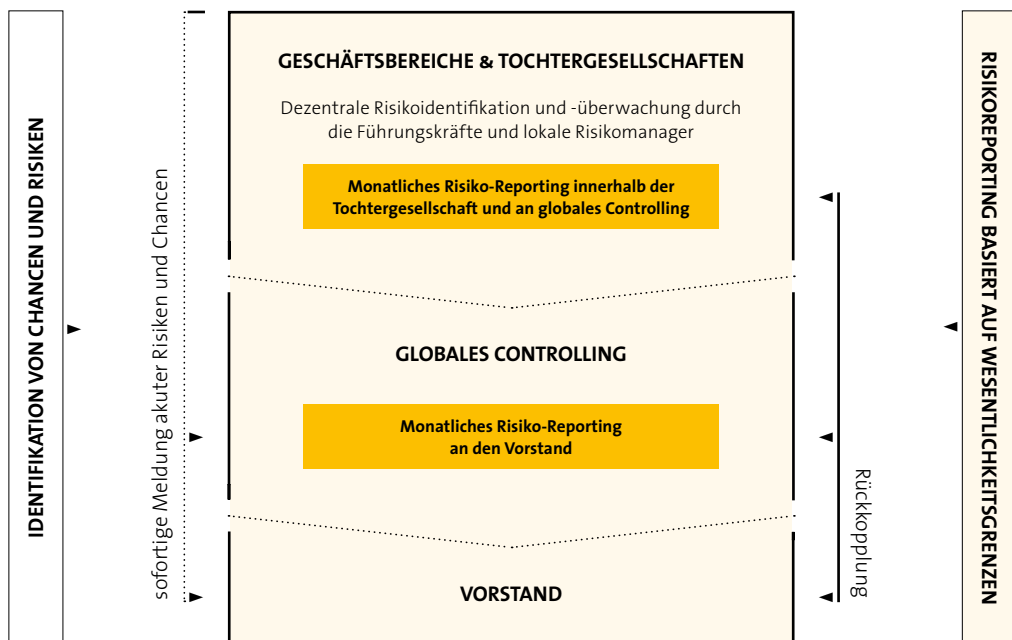 IDENTIFIKATION VON CHANCEN UND RISIKEN
sofortige Meldung akuter Risiken und Chancen
GESCHÄFTSBEREICHE & TOCHTERGESELLSCHAFTEN
Dezentrale Risikoidentifikation und -überwachung durch
die Führungskräfte und lokale Risikomanager
Monatliches Risiko-Reporting innerhalb der
Tochtergesellschaft und an globales Controlling
GLOBALES CONTROLLING
Monatliches Risiko-Reporting
an den Vorstand
VORSTAND
Rückkopplung
RISIKOREPORTING BASIERT AUF WESENTLICHKEITSGRENZEN